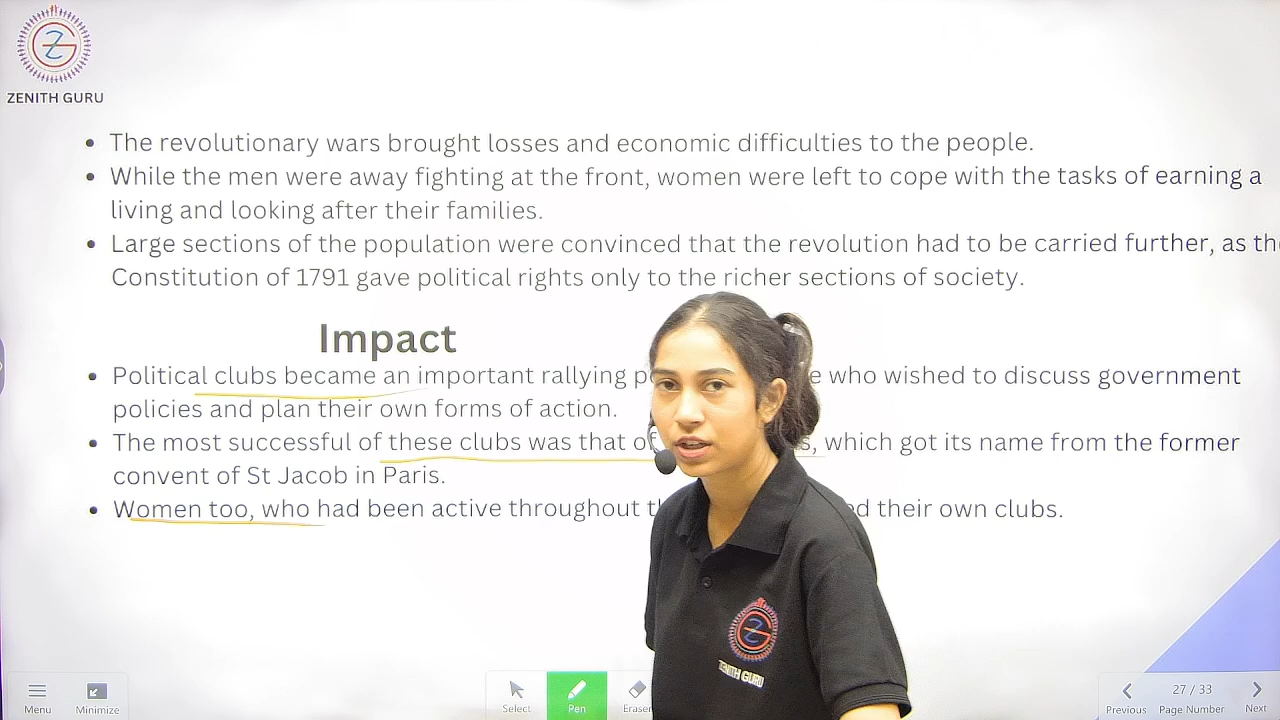 ZENITH GURU
The revolutionary wars brought losses and economic difficulties to the people.
While the men were away fighting at the front, women were left to cope with the tasks of earning a
living and looking after their families.
Large sections of the population were convinced that the revolution had to be carried further, as the
Constitution of 1791 gave political rights only to the richer sections of society.
Impact
Political clubs became an important rallying who wished to discuss government
policies and plan their own forms of action.
The most successful of these clubs was that of which got its name from the former
convent of St Jacob in Paris.
Women too, who had been active throughout their own clubs.
ZENITH GURU
Menu
Minimize
Select
Pen
Eraser
Previous
27 / 33
Page Number
Next